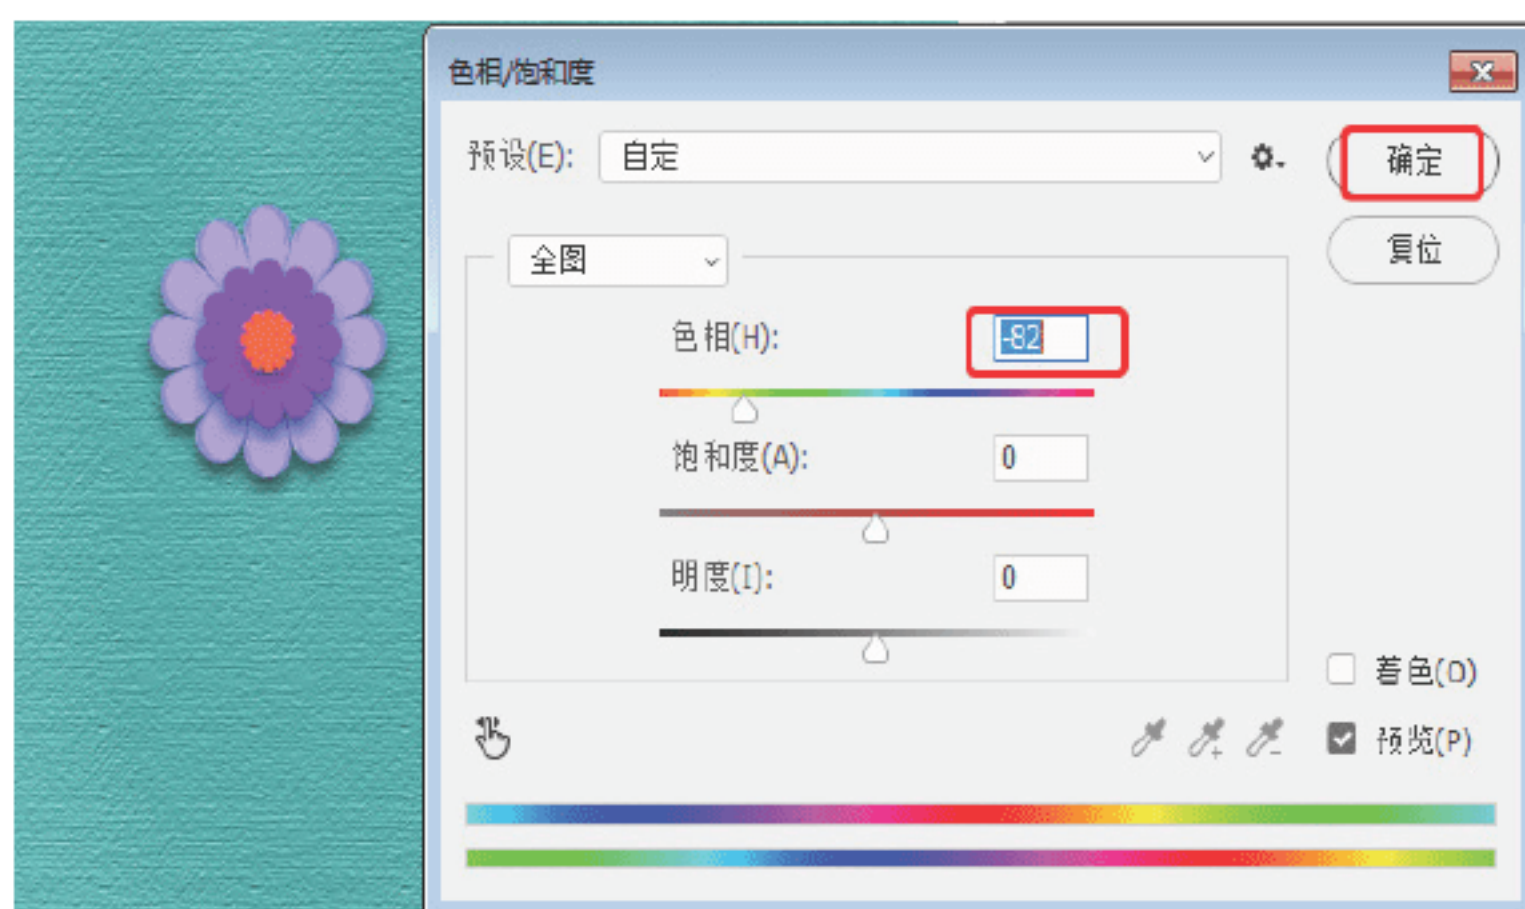 色相/饱和度
预设(E): 自定 确定
复位
全图
色相(H): -82
饱和度(A): 0
明度(I): 0
着色(O)
预览(P)